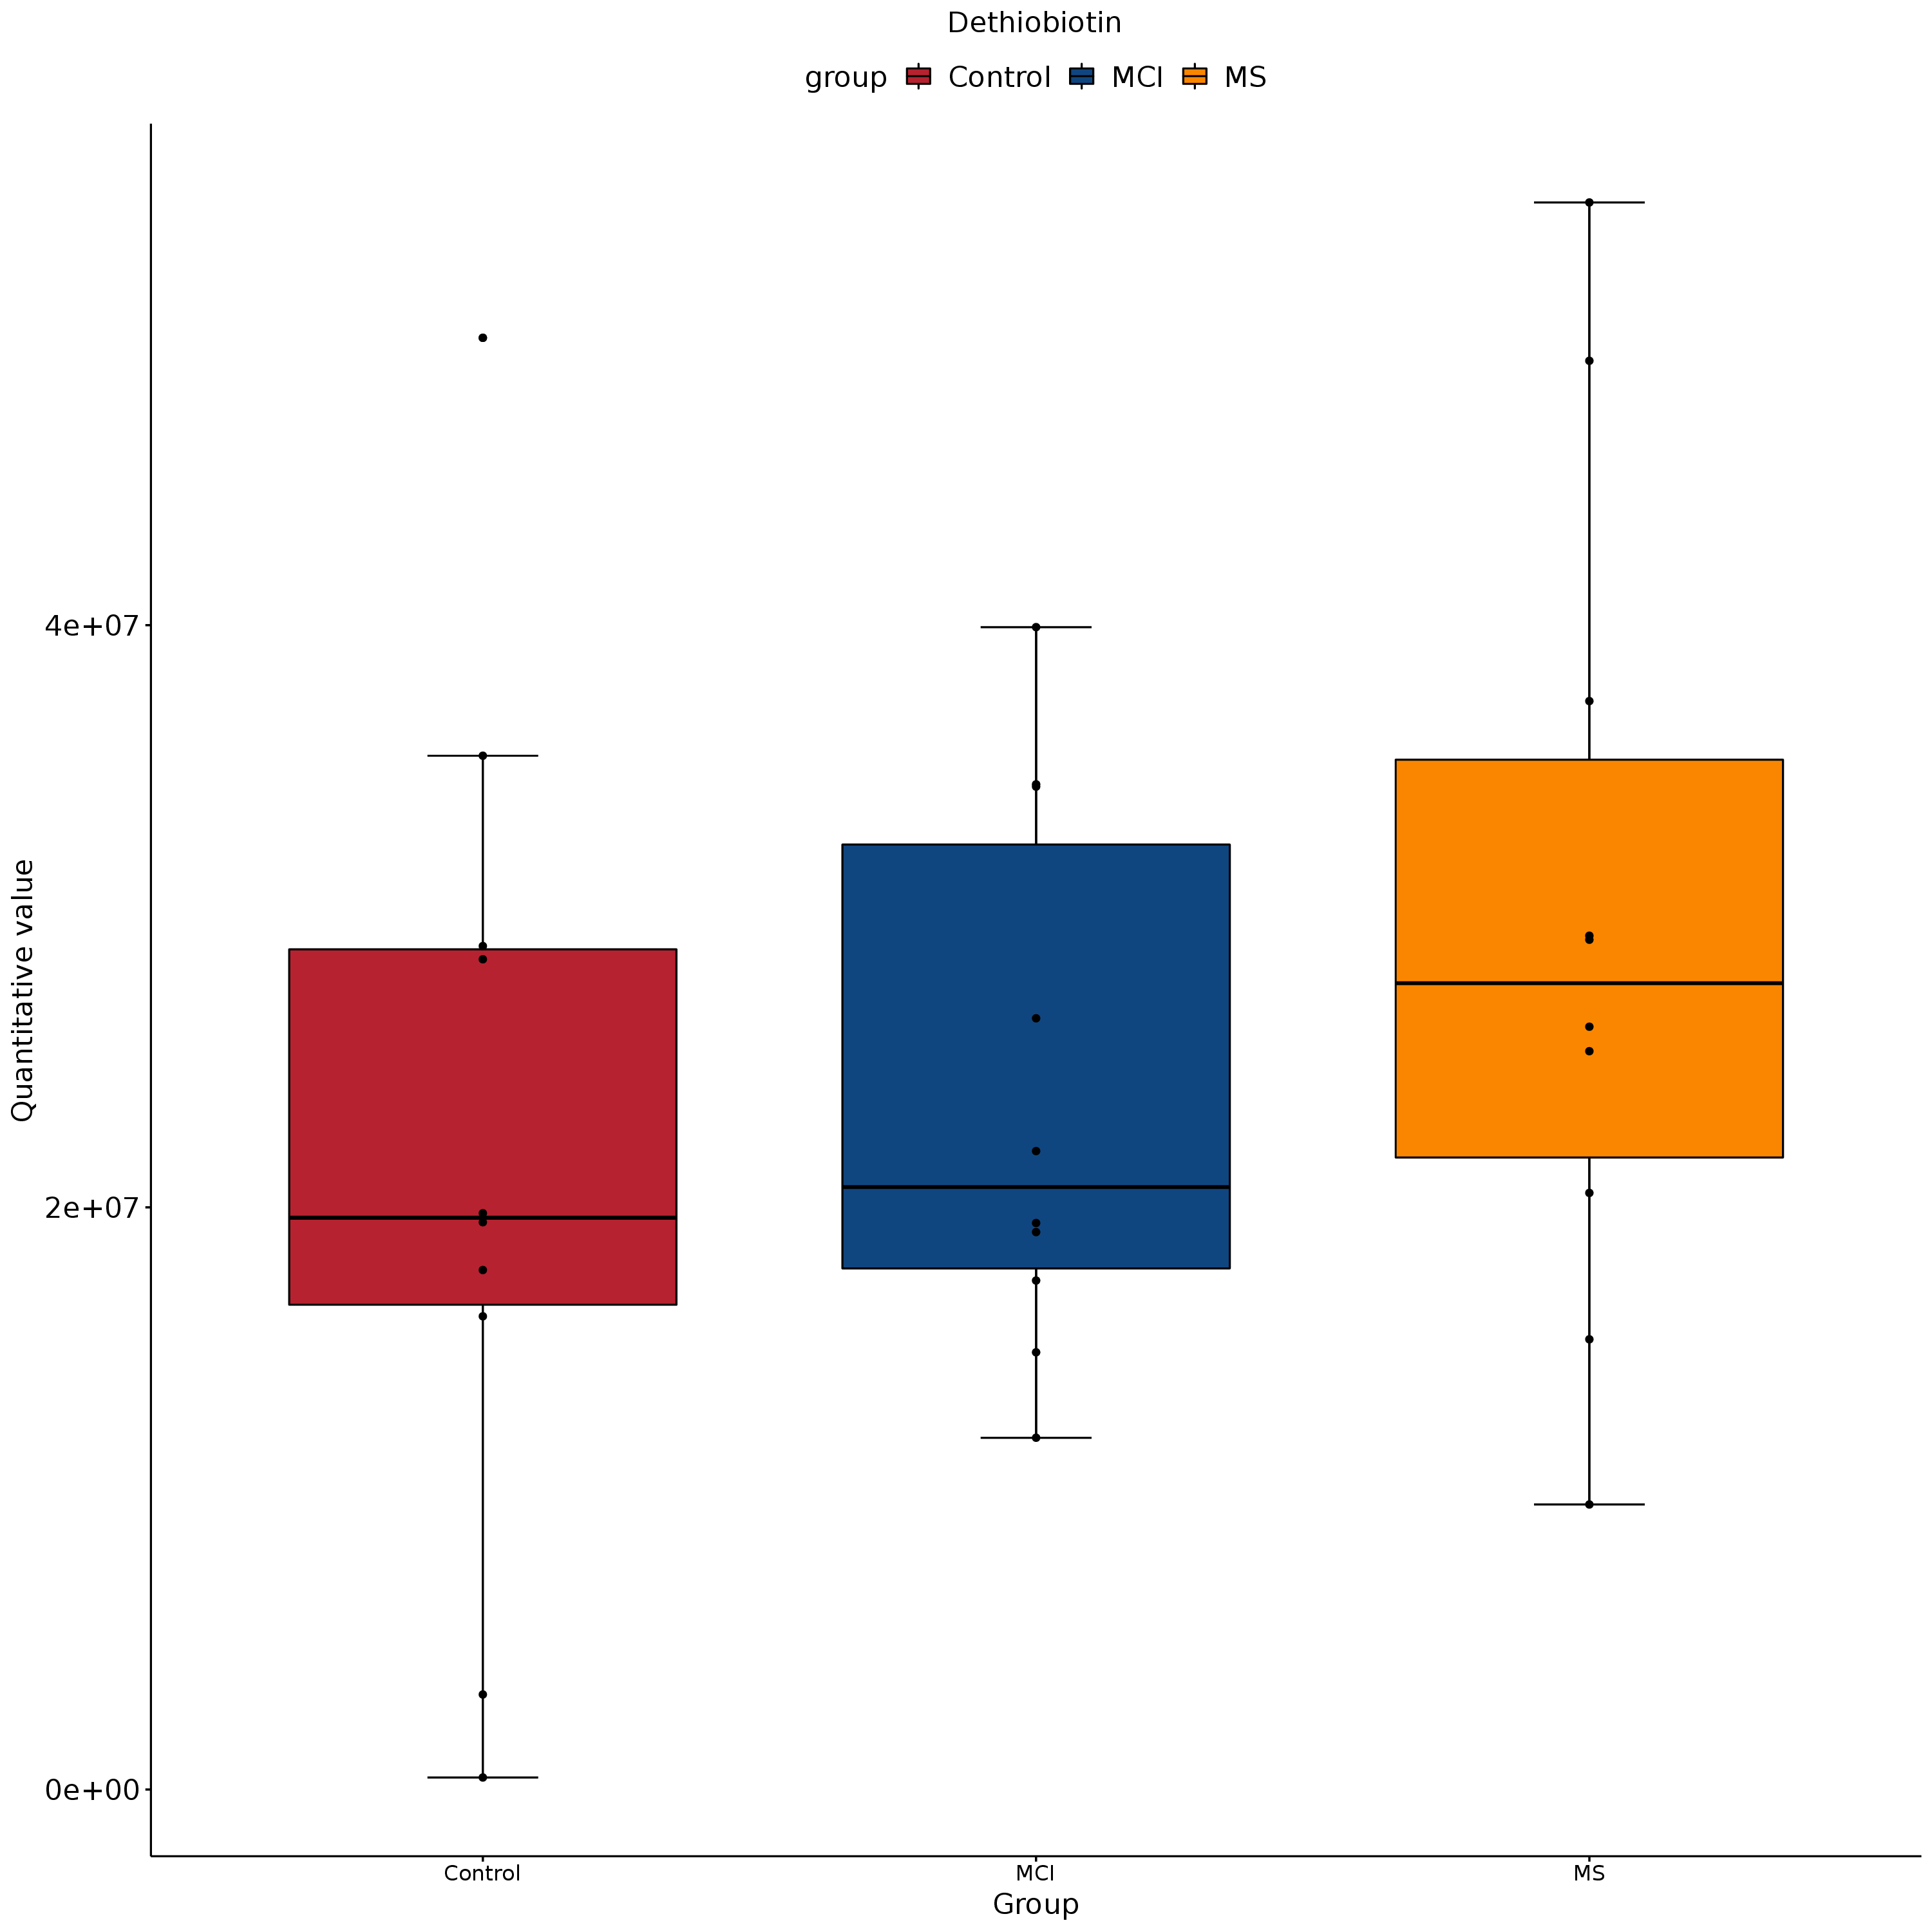 Dethiobiotin
group Control MCI MS
Quantitative value
4e+07
2e+07
0e+00
Control MCI MS
Group